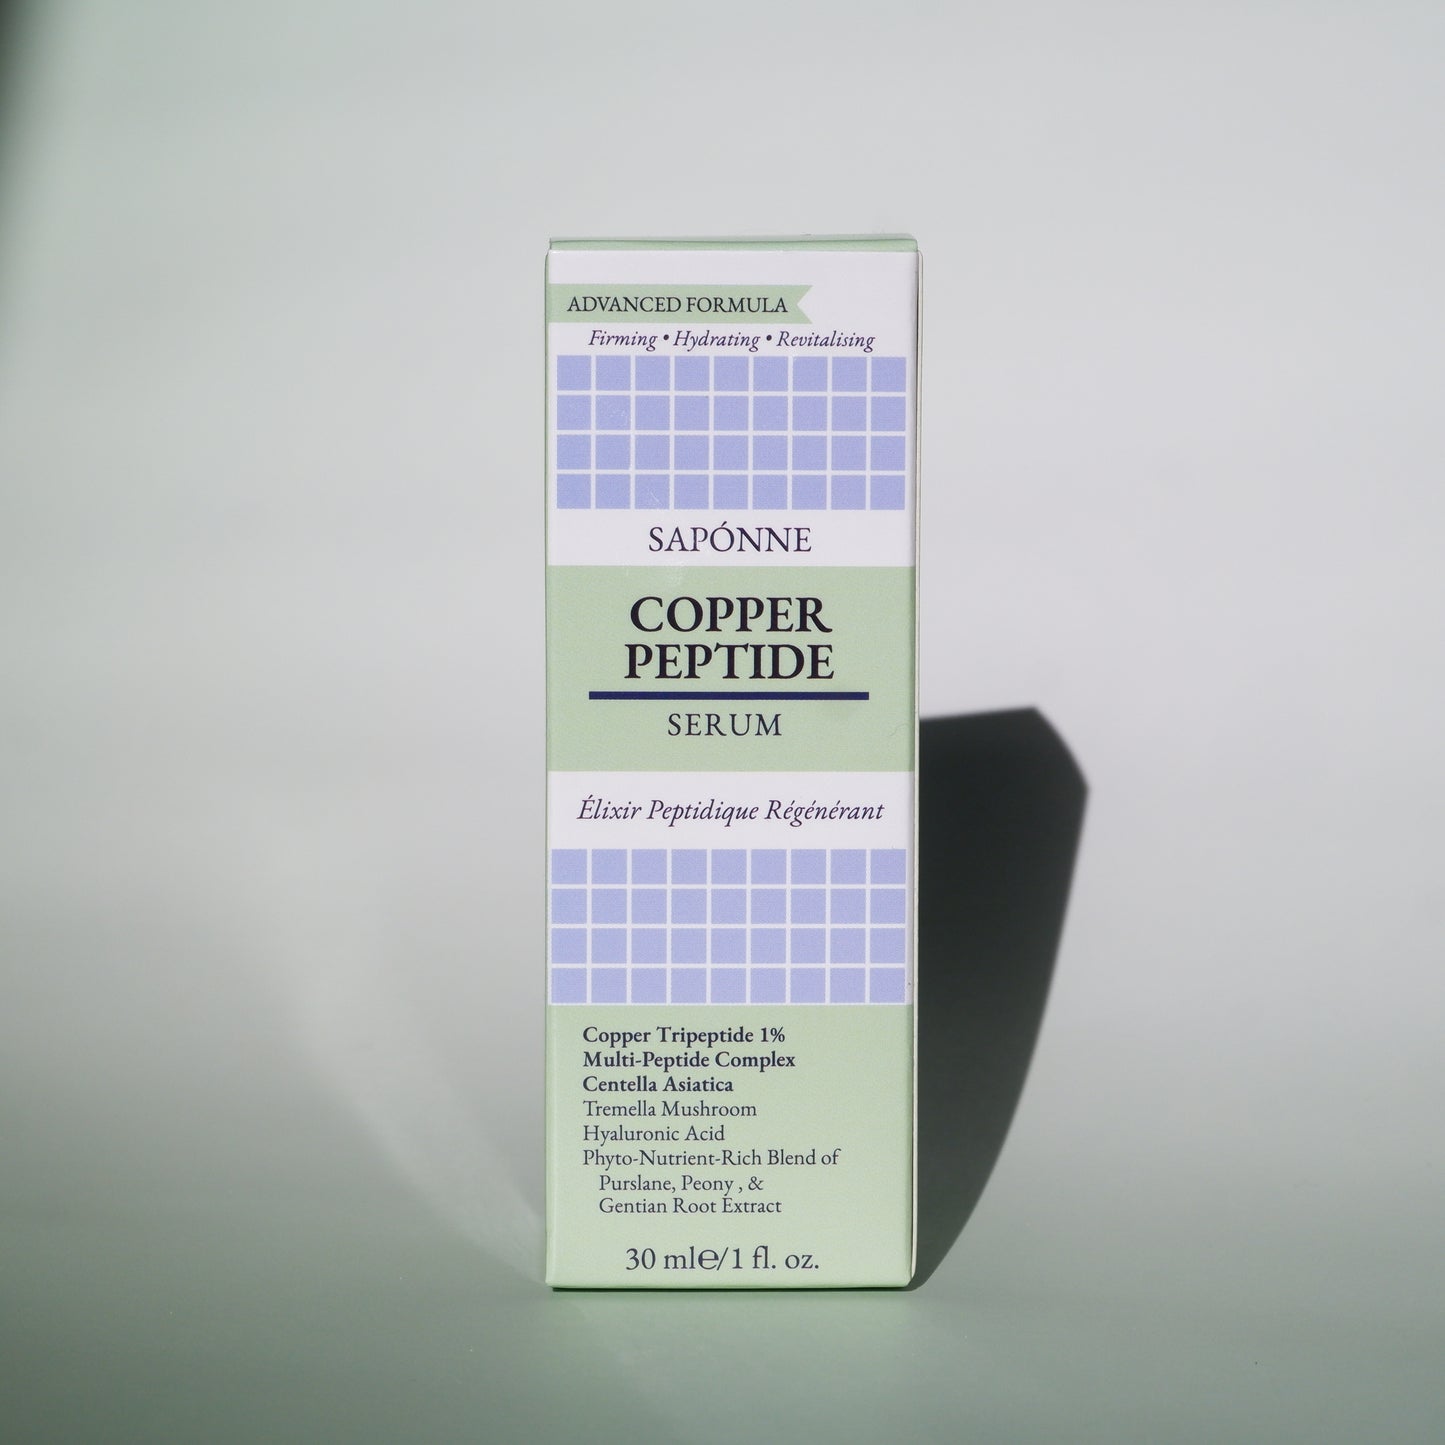 ADVANCED FORMULA
Firming • Hydrating • Revitalising
SAPÓNNE
COPPER
PEPTIDE
SERUM
Élixir Peptidique Régénérant
Copper Tripeptide 1%
Multi-Peptide Complex
Centella Asiatica
Tremella Mushroom
Hyaluronic Acid
Phyto-Nutrient-Rich Blend of
Purslane, Peony , &
Gentian Root Extract
30 ml℮/1 fl. oz.